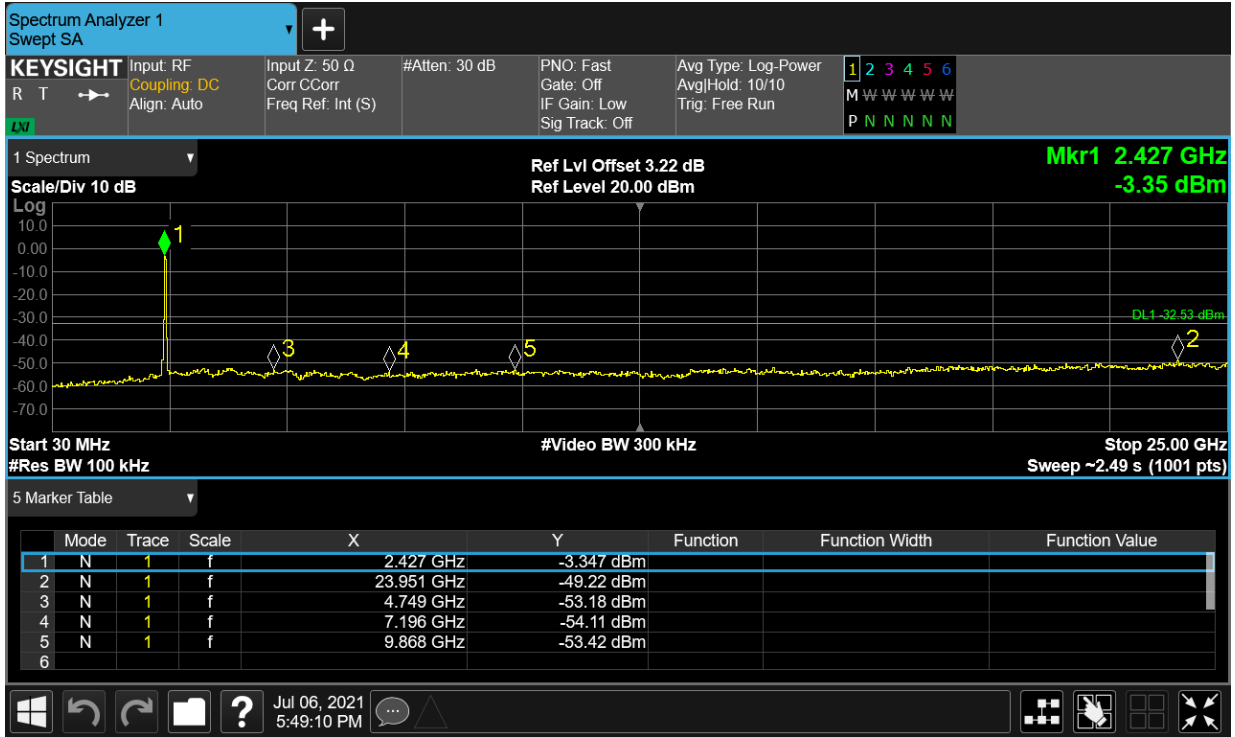 Spectrum Analyzer 1
Swept SA
+
KEYSIGHT Input: RF Input Z: 50 Ω #Atten: 30 dB PNO: Fast Avg Type: Log-Power 1 2 3 4 5 6
R T Coupling: DC Corr CCorr Gate: Off Avg|Hold: 10/10 M W W W W W
Align: Auto Freq Ref: Int (S) IF Gain: Low Trig: Free Run
LXI Sig Track: Off P N N N N N
1 Spectrum Ref Lvl Offset 3.22 dB Mkr1 2.427 GHz
Scale/Div 10 dB Ref Level 20.00 dBm -3.35 dBm
Log
10.0 1
0.00
-10.0
-20.0
-30.0 DL1 -32.53 dBm
-40.0 3 4 5 2
-50.0
-60.0
-70.0
Start 30 MHz #Video BW 300 kHz Stop 25.00 GHz
#Res BW 100 kHz Sweep ~2.49 s (1001 pts)
5 Marker Table
Mode Trace Scale X Y Function Function Width Function Value
1 N 1 f 2.427 GHz -3.347 dBm
2 N 1 f 23.951 GHz -49.22 dBm
3 N 1 f 4.749 GHz -53.18 dBm
4 N 1 f 7.196 GHz -54.11 dBm
5 N 1 f 9.868 GHz -53.42 dBm
6
? Jul 06, 2021
5:49:10 PM